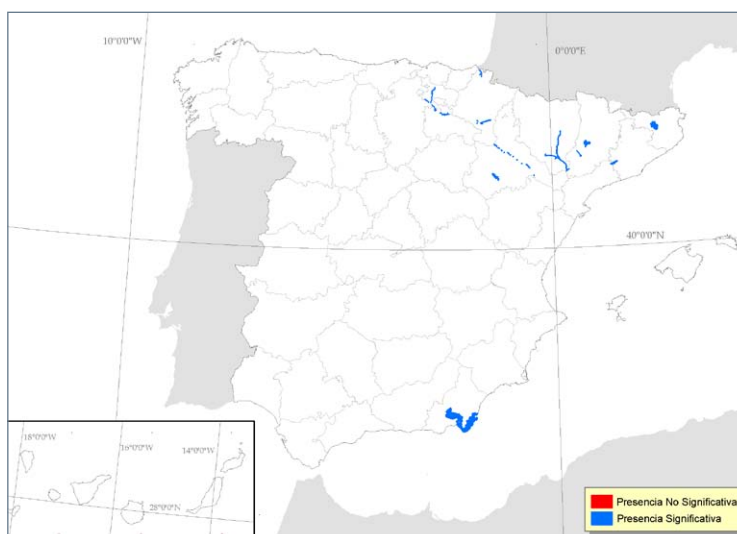 10°0'0"W
0°0'0"E
40°0'0"N
18°0'0"W
16°0'0"W
14°0'0"W
28°0'0"N
Presencia No Significativa
Presencia Significativa